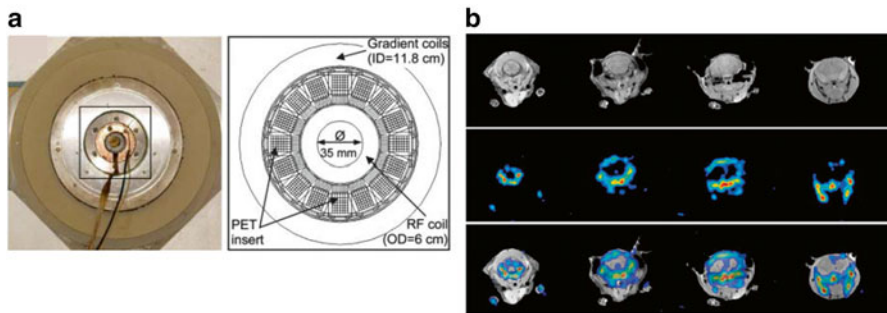 a
b
Gradient coils
(ID=11.8 cm)
Ø
35 mm
PET
insert
RF coil
(OD=6 cm)